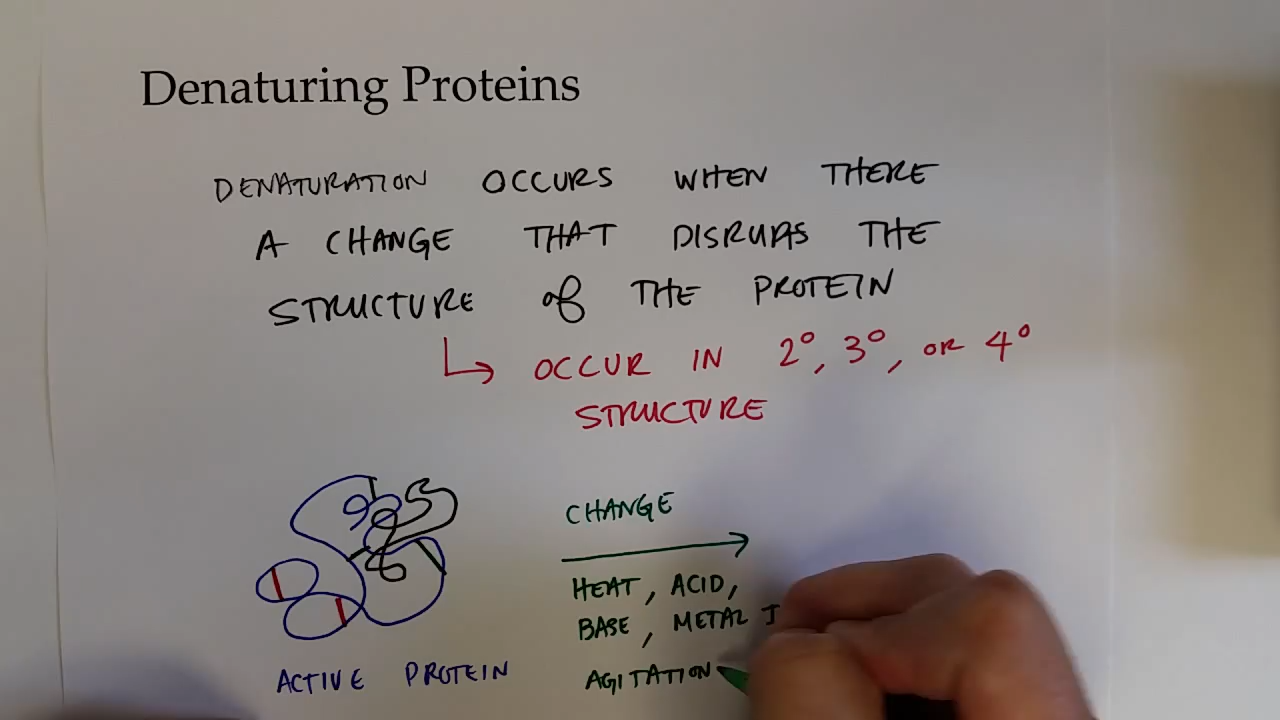 Denaturing Proteins
DENATURATION OCCURS WHEN THERE
A CHANGE THAT DISRUPTS THE
STRUCTURE of THE PROTEIN
↳ OCCUR IN 2°, 3°, OR 4°
STRUCTURE
CHANGE
HEAT, ACID,
BASE, METAL I
AGITATION
ACTIVE PROTEIN